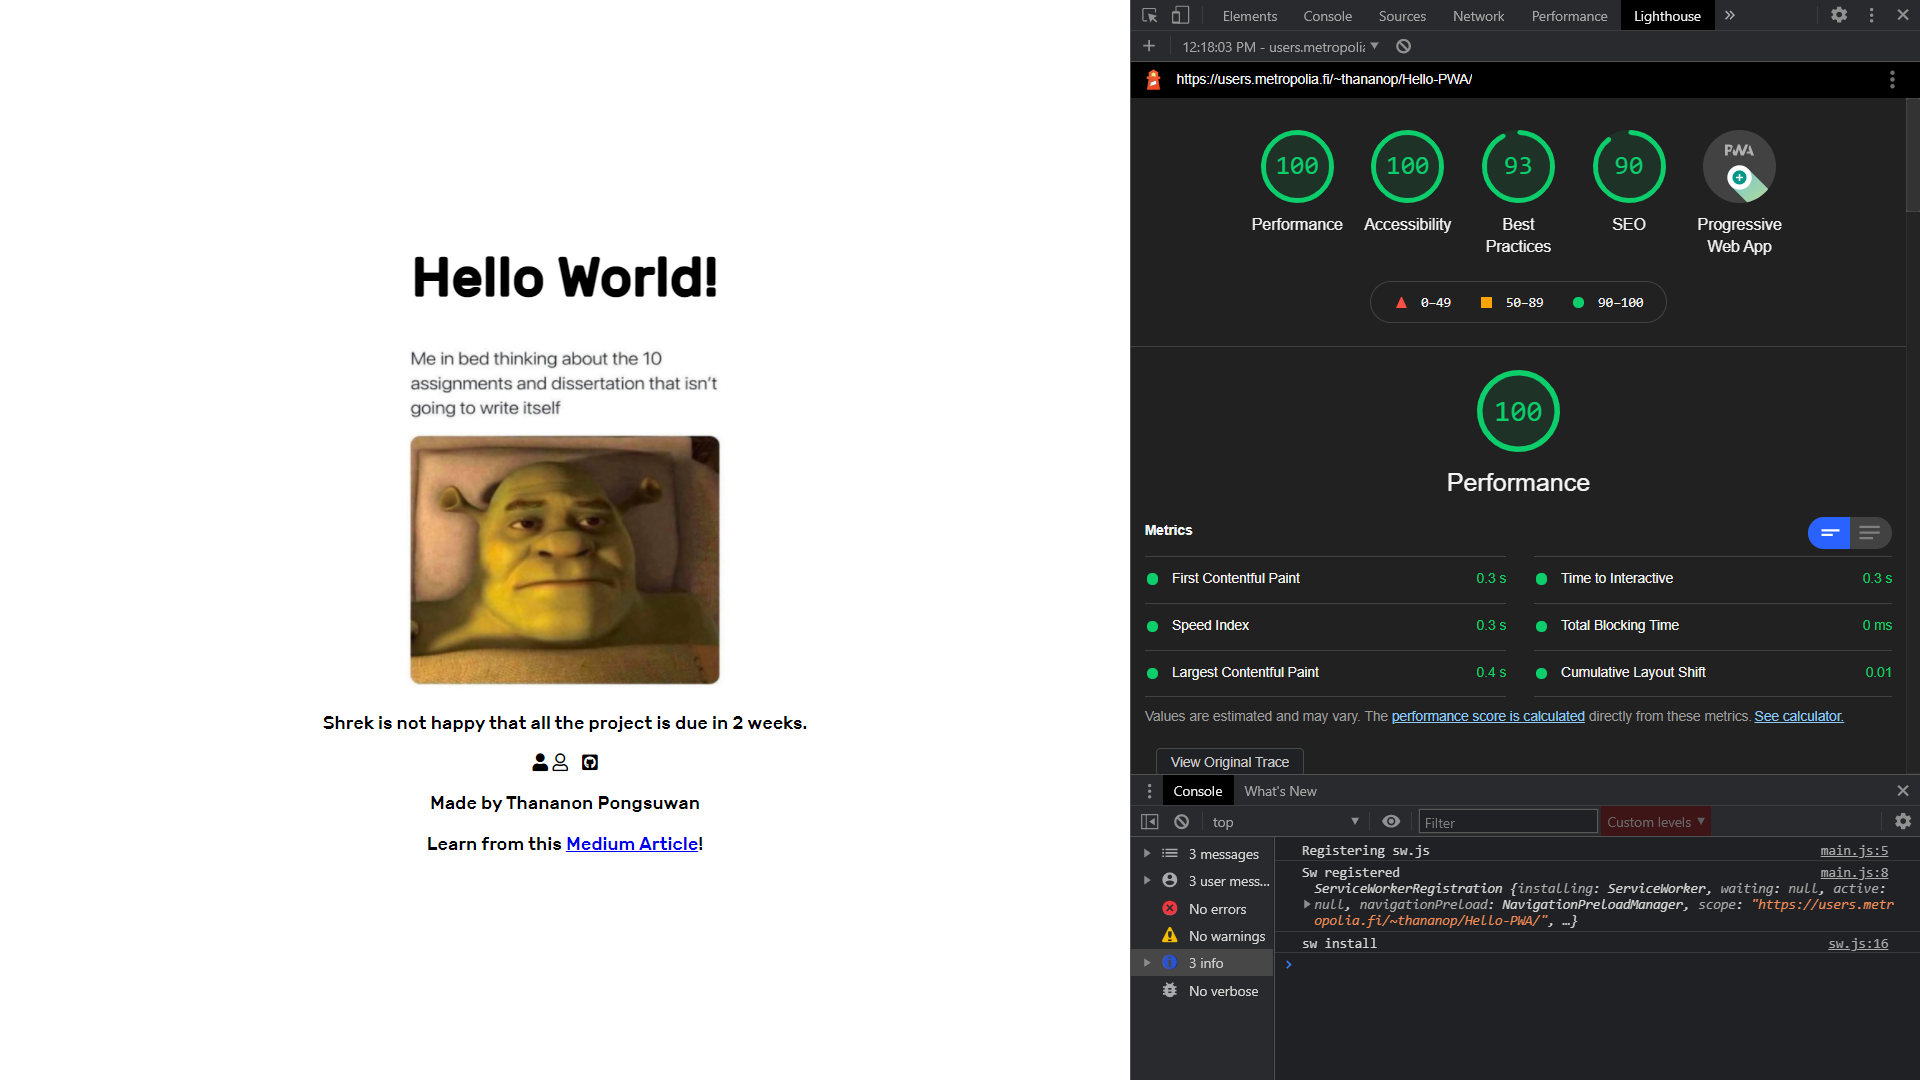 Hello World!
Me in bed thinking about the 10
assignments and dissertation that isn't
going to write itself
Shrek is not happy that all the project is due in 2 weeks.
Made by Thananon Pongsuwan
Learn from this Medium Article!
Elements Console Sources Network Performance Lighthouse
12:18:03 PM - users.metropolia
https://users.metropolia.fi/~thananop/Hello-PWA/
100 100 93 90 PWA
Performance Accessibility Best Practices SEO Progressive Web App
0–49 50–89 90–100
100
Performance
Metrics
First Contentful Paint 0.3 s
Time to Interactive 0.3 s
Speed Index 0.3 s
Total Blocking Time 0 ms
Largest Contentful Paint 0.4 s
Cumulative Layout Shift 0.01
Values are estimated and may vary. The performance score is calculated directly from these metrics. See calculator.
View Original Trace
Console What's New
top Filter Custom levels
3 messages
3 user mess...
No errors
No warnings
3 info
No verbose
Registering sw.js main.js:5
Sw registered main.js:8
ServiceWorkerRegistration {installing: ServiceWorker, waiting: null, active:
null, navigationPreload: NavigationPreloadManager, scope: "https://users.metr
opolia.fi/~thananop/Hello-PWA/", …}
sw install sw.js:16